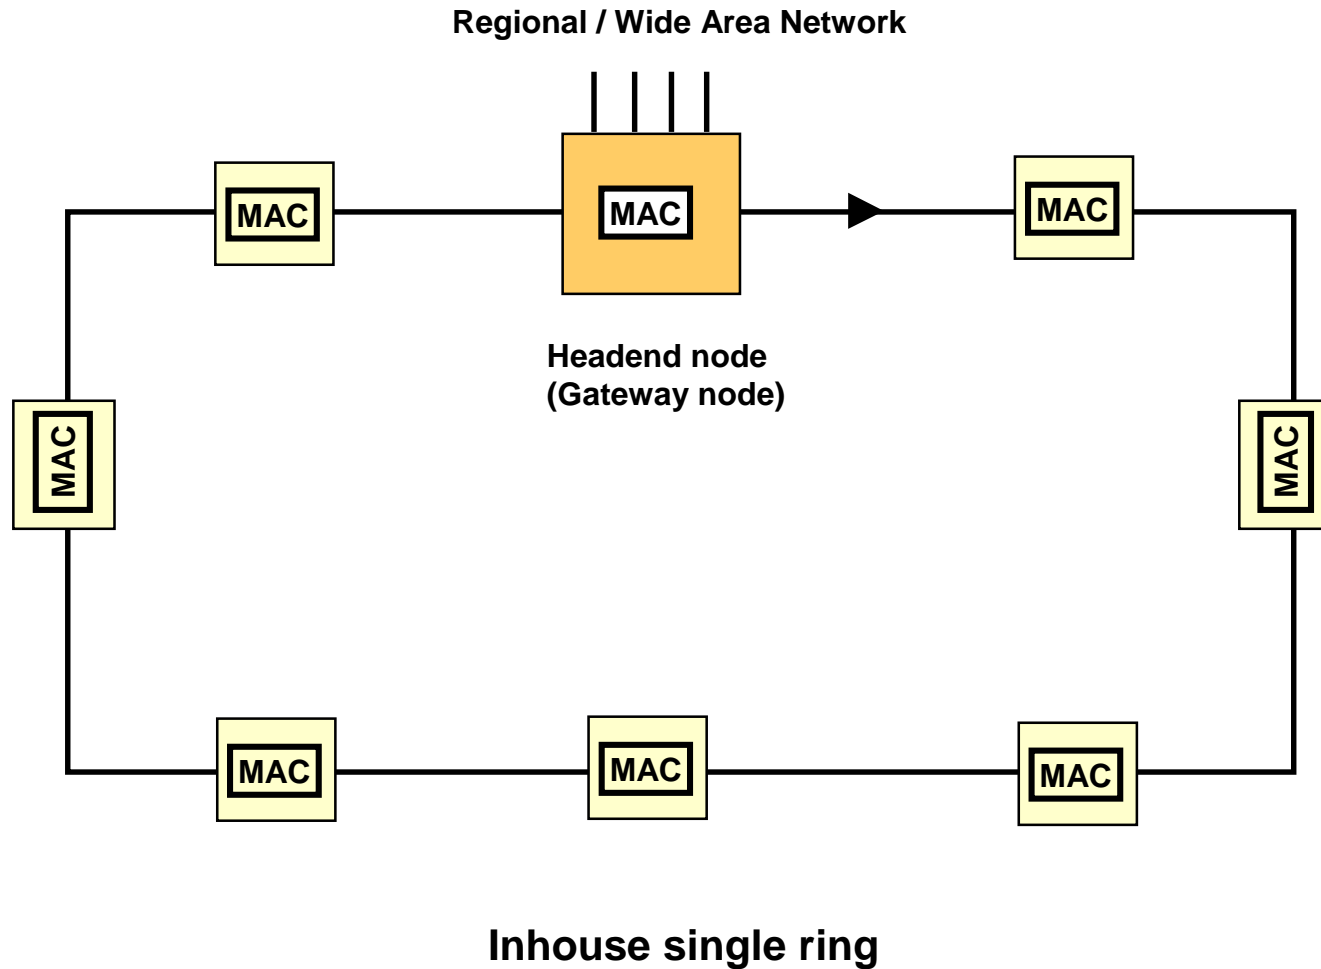 Regional / Wide Area Network
MAC
MAC
MAC
Headend node
(Gateway node)
MAC
MAC
MAC
MAC
MAC
Inhouse single ring